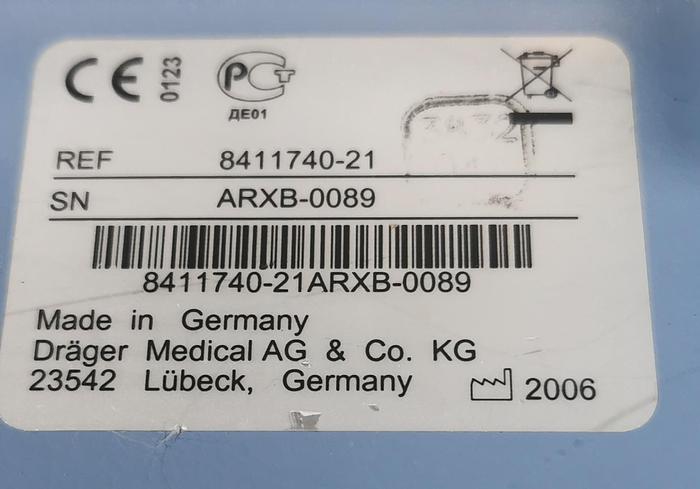 CE 0123
PCT
ДЕ01
REF 8411740-21
SN ARXB-0089
8411740-21ARXB-0089
Made in Germany
Dräger Medical AG & Co. KG
23542 Lübeck, Germany 2006